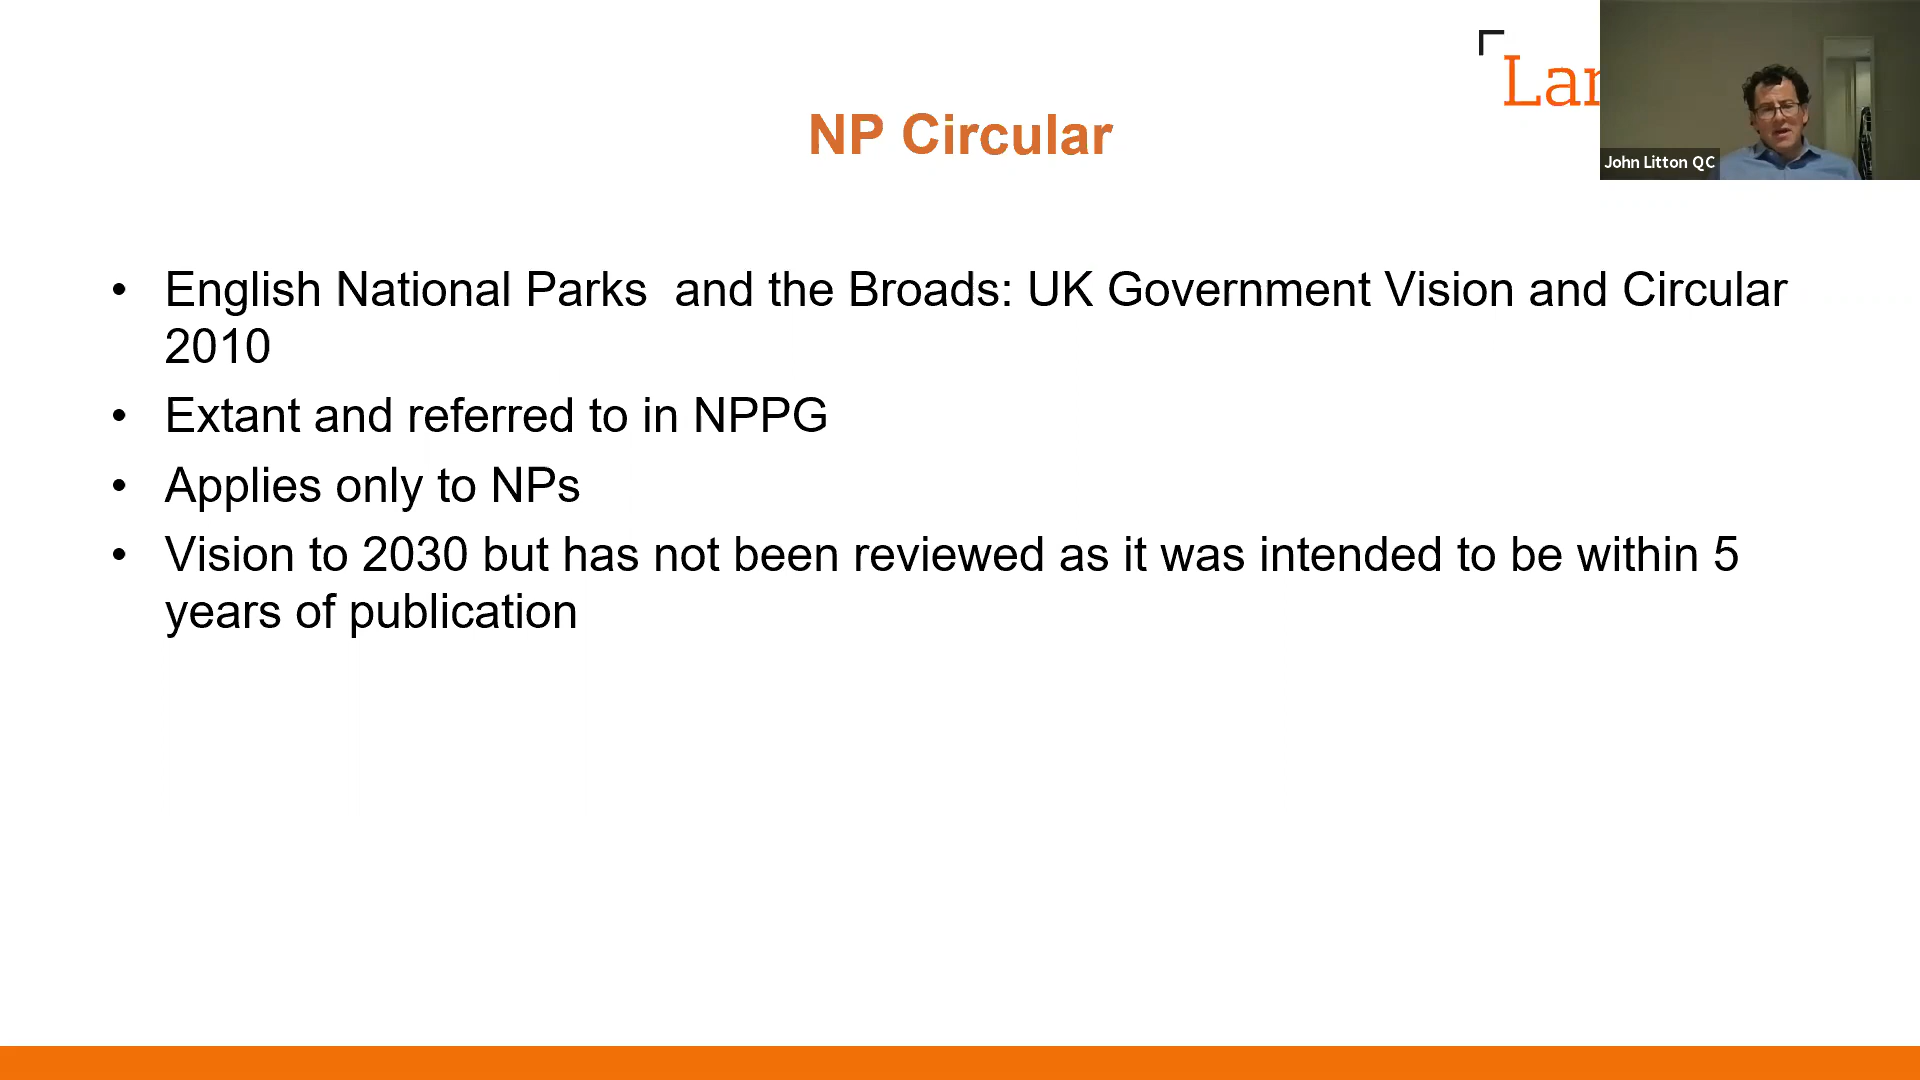 Lan
NP Circular
John Litton QC
• English National Parks  and the Broads: UK Government Vision and Circular
2010
• Extant and referred to in NPPG
• Applies only to NPs
• Vision to 2030 but has not been reviewed as it was intended to be within 5
years of publication